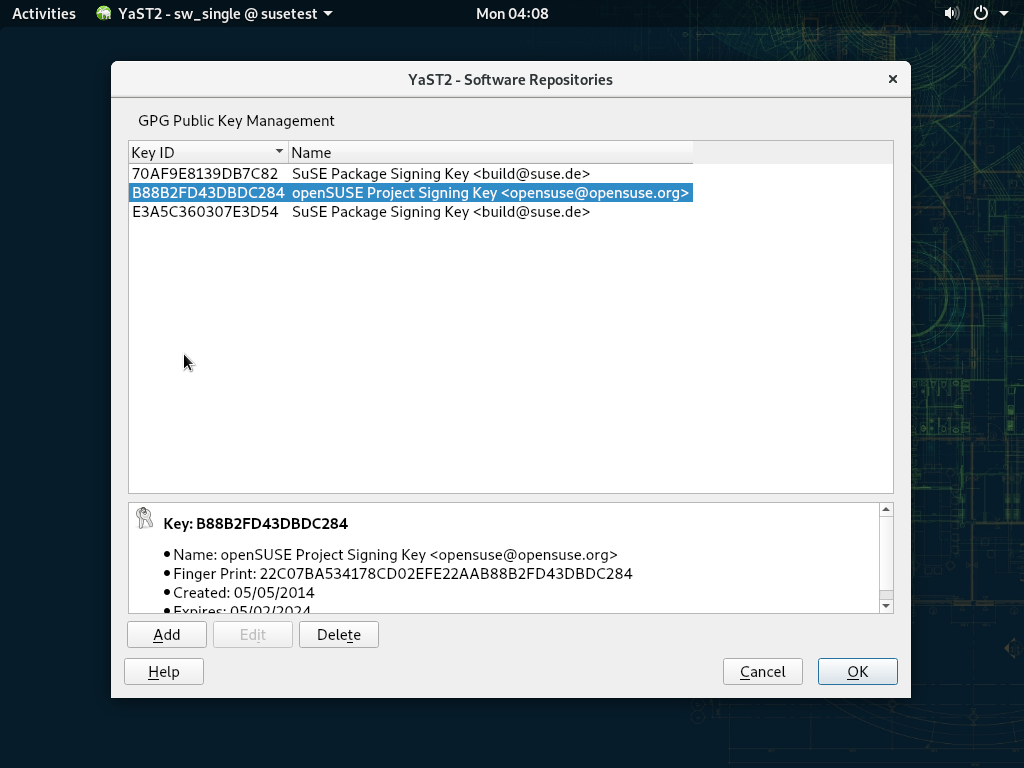 Activities YaST2 - sw_single @ susetest Mon 04:08
YaST2 - Software Repositories
GPG Public Key Management
Key ID Name
70AF9E8139DB7C82 SuSE Package Signing Key <build@suse.de>
B88B2FD43DBDC284 openSUSE Project Signing Key <opensuse@opensuse.org>
E3A5C360307E3D54 SuSE Package Signing Key <build@suse.de>
Key: B88B2FD43DBDC284
• Name: openSUSE Project Signing Key <opensuse@opensuse.org>
• Finger Print: 22C07BA534178CD02EFE22AAB88B2FD43DBDC284
• Created: 05/05/2014
• Expires: 05/02/2024
Add Edit Delete
Help Cancel OK